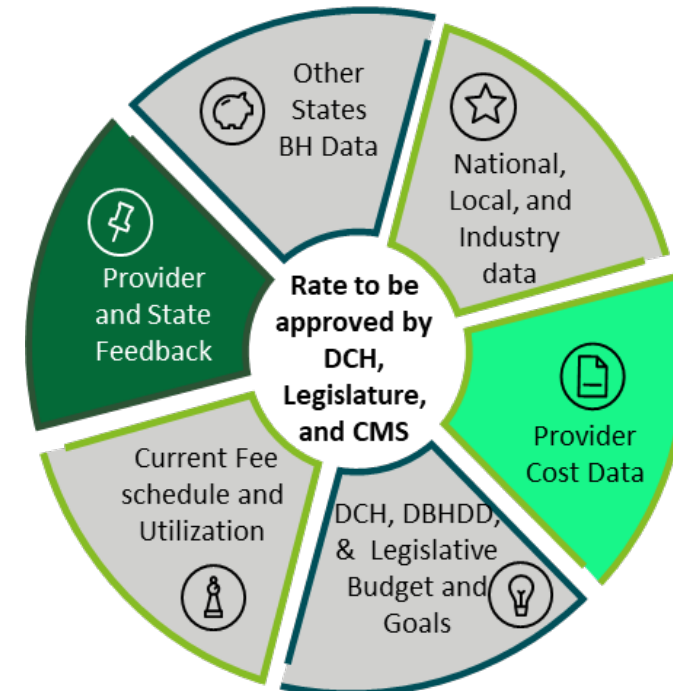 Other
States
BH Data
National,
Local, and
Industry
data
Provider
Cost Data
DCH, DBHDD,
& Legislative
Budget and
Goals
Current Fee
schedule and
Utilization
Provider
and State
Feedback
Rate to be
approved by
DCH,
Legislature,
and CMS